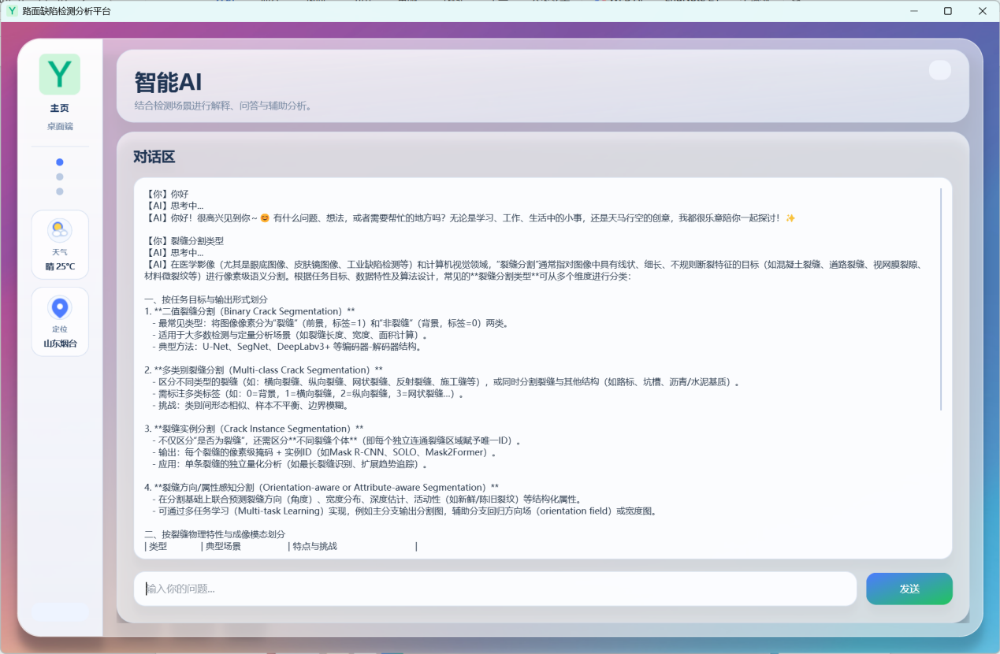 Y 路面缺陷检测分析平台
Y
主页
桌面端
天气
晴 25°C
定位
山东烟台
智能AI
结合检测场景进行解释、问答与辅助分析。
对话区
【你】你好
【AI】思考中...
【AI】你好！很高兴见到你～😊 有什么问题、想法，或者需要帮忙的地方吗？无论是学习、工作、生活中的小事，还是天马行空的创意，我都很乐意陪你一起探讨！✨
【你】裂缝分割类型
【AI】思考中...
【AI】在医学影像（尤其是眼底图像、皮肤镜图像、工业缺陷检测等）和计算机视觉领域，“裂缝分割”通常指对图像中具有线状、细长、不规则断裂特征的目标（如混凝土裂缝、道路裂缝、视网膜裂隙、
材料微裂纹等）进行像素级语义分割。根据任务目标、数据特性及算法设计，常见的**裂缝分割类型**可从多个维度进行分类：
一、按任务目标与输出形式划分
1. **二值裂缝分割（Binary Crack Segmentation）**
- 最常见类型：将图像像素分为“裂缝”（前景，标签=1）和“非裂缝”（背景，标签=0）两类。
- 适用于大多数检测与定量分析场景（如裂缝长度、宽度、面积计算）。
- 典型方法：U-Net、SegNet、DeepLabv3+ 等编码器-解码器结构。
2. **多类别裂缝分割（Multi-class Crack Segmentation）**
- 区分不同类型的裂缝（如：横向裂缝、纵向裂缝、网状裂缝、反射裂缝、施工缝等），或同时分割裂缝与其他结构（如路标、坑槽、沥青/水泥基质）。
- 需标注多类标签（如：0=背景，1=横向裂缝，2=纵向裂缝，3=网状裂缝...）。
- 挑战：类别间形态相似、样本不平衡、边界模糊。
3. **裂缝实例分割（Crack Instance Segmentation）**
- 不仅区分“是否为裂缝”，还需区分**不同裂缝个体**（即每个独立连通裂缝区域赋予唯一ID）。
- 输出：每个裂缝的像素级掩码 + 实例ID（如Mask R-CNN、SOLO、Mask2Former）。
- 应用：单条裂缝的独立量化分析（如最长裂缝识别、扩展趋势追踪）。
4. **裂缝方向/属性感知分割（Orientation-aware or Attribute-aware Segmentation）**
- 在分割基础上联合预测裂缝方向（角度）、宽度分布、深度估计、活动性（如新鲜/陈旧裂纹）等结构化属性。
- 可通过多任务学习（Multi-task Learning）实现，例如主分支输出分割图，辅助分支回归方向场（orientation field）或宽度图。
二、按裂缝物理特性与成像模态划分
| 类型 | 典型场景 | 特点与挑战 |
输入你的问题...
发送